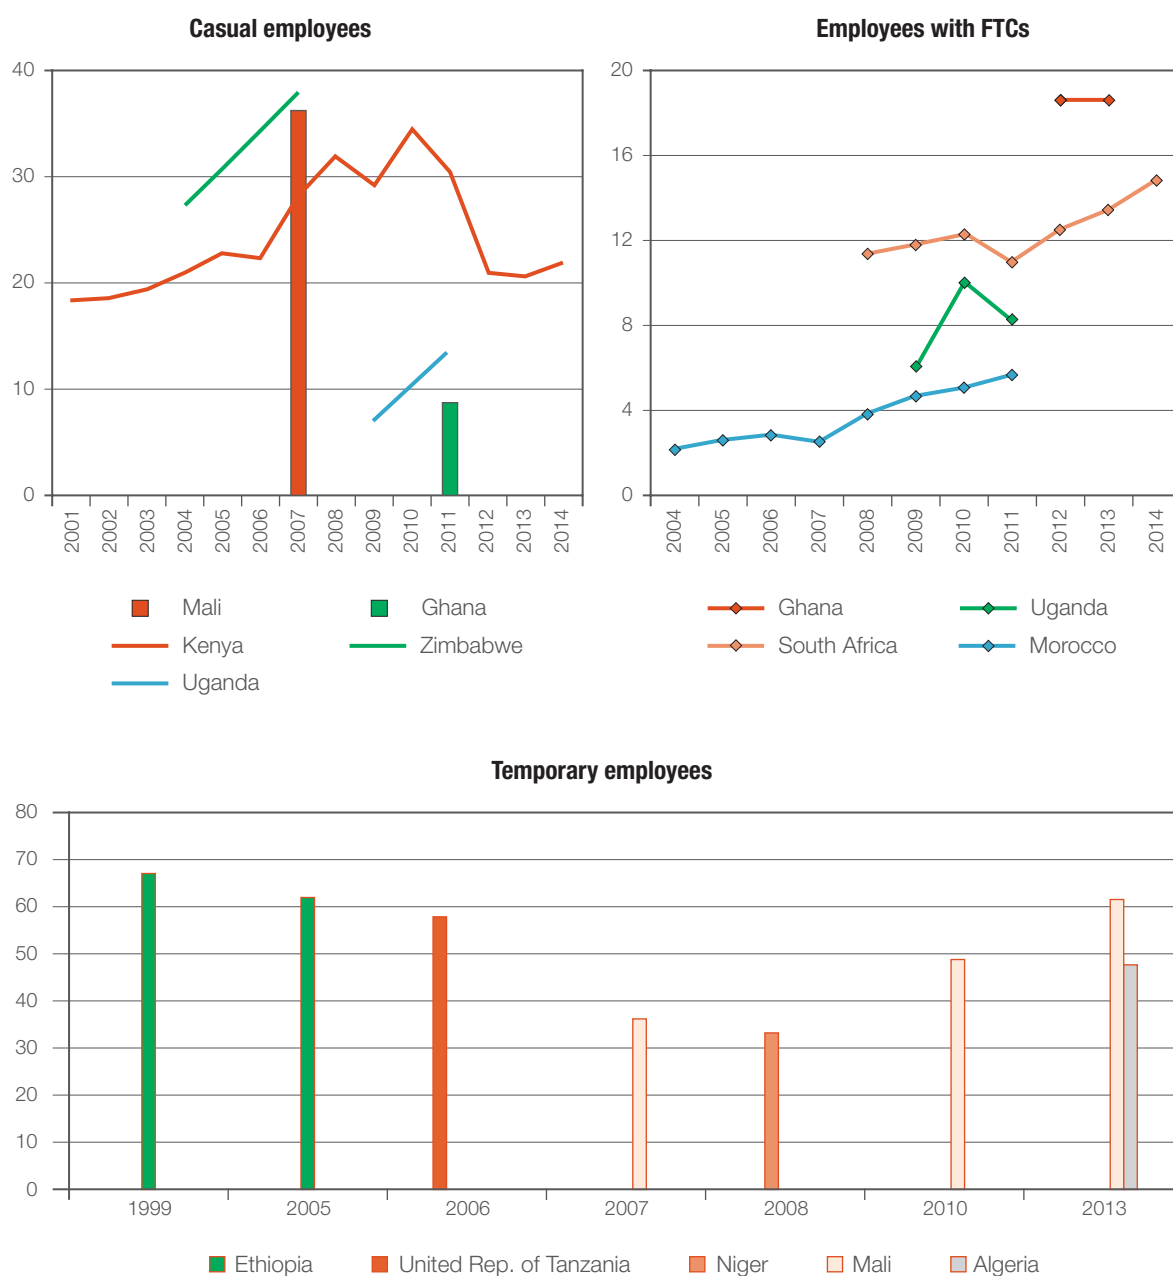 Casual employees
40
30
20
10
0
2001 2002 2003 2004 2005 2006 2007 2008 2009 2010 2011 2012 2013 2014
Mali Ghana
Kenya Zimbabwe
Uganda
Employees with FTCs
20
16
12
8
4
0
2004 2005 2006 2007 2008 2009 2010 2011 2012 2013 2014
Ghana Uganda
South Africa Morocco
Temporary employees
80
70
60
50
40
30
20
10
0
1999 2005 2006 2007 2008 2010 2013
Ethiopia United Rep. of Tanzania Niger Mali Algeria